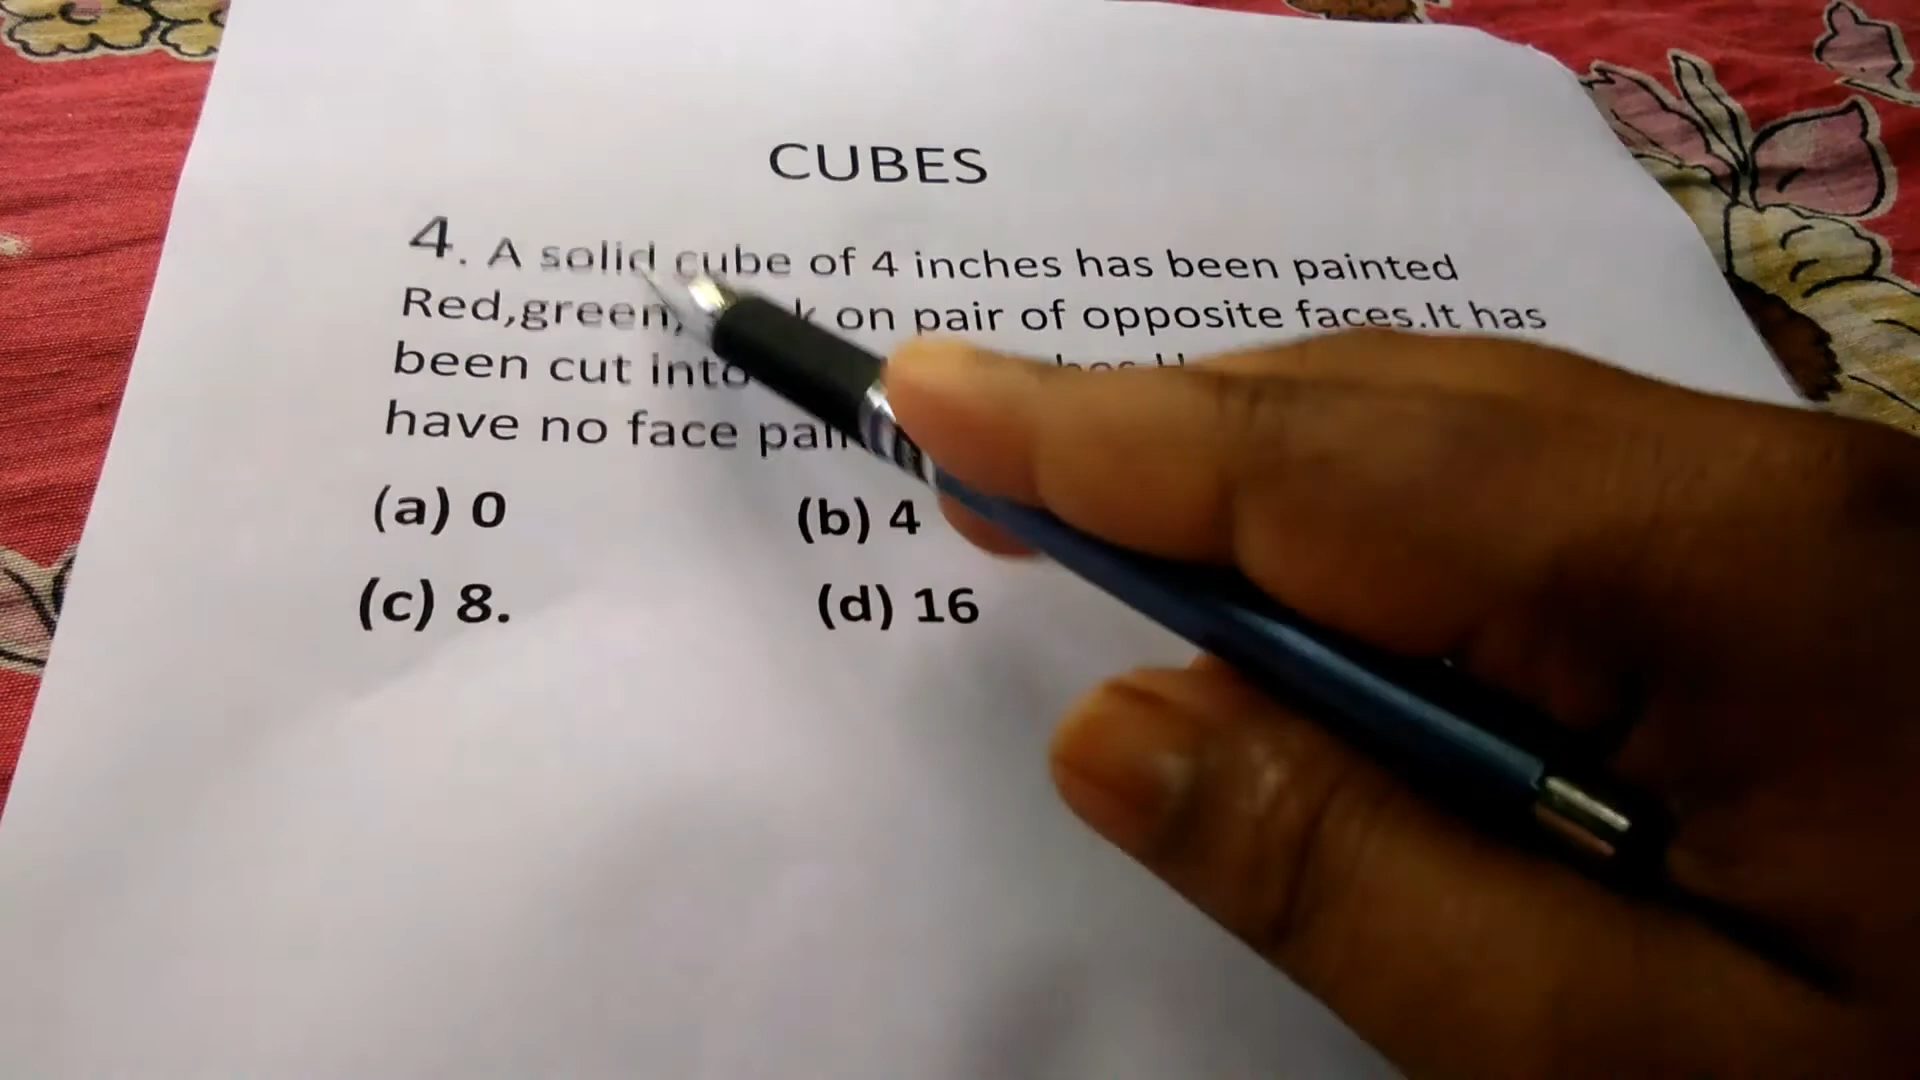 CUBES
4. A solid cube of 4 inches has been painted
Red,green, on pair of opposite faces.It has
been cut into
have no face
(a) 0 (b) 4
(c) 8. (d) 16